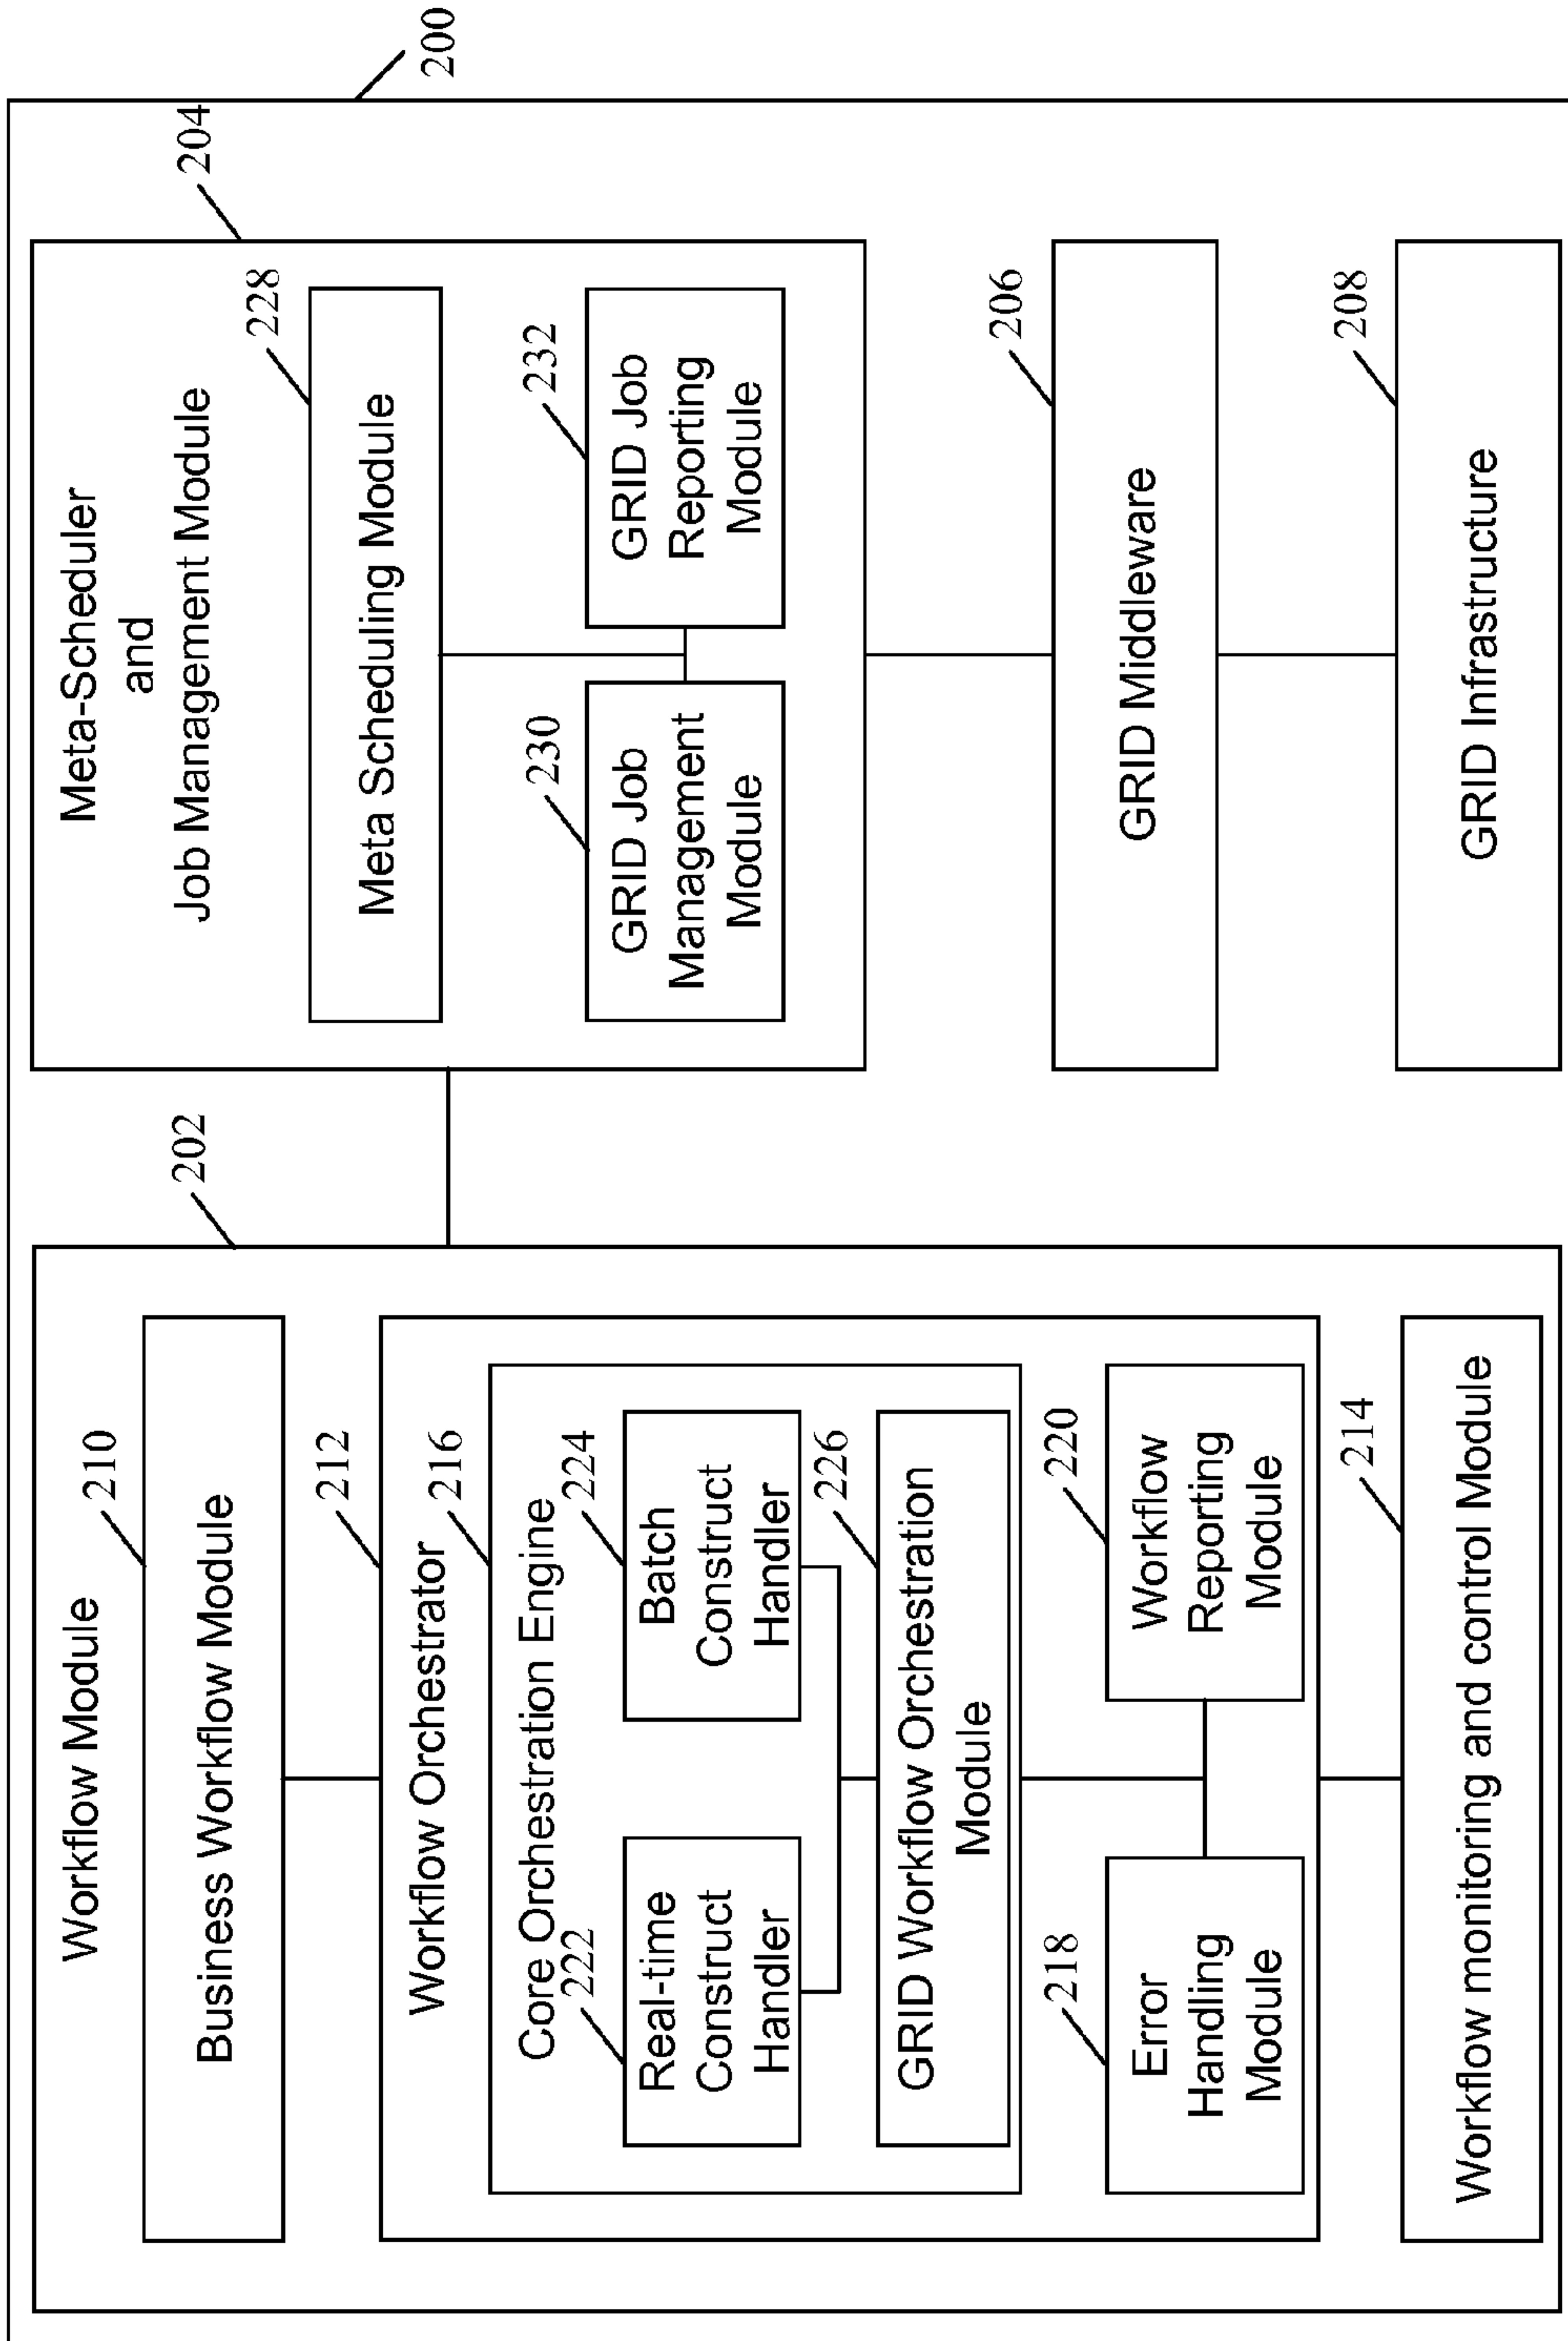 200
202
Workflow Module
210
Business Workflow Module
212
Workflow Orchestrator
216
Core Orchestration Engine
222
Real-time
Construct
Handler
224
Batch
Construct
Handler
226
GRID Workflow Orchestration
Module
218
Error
Handling
Module
220
Workflow
Reporting
Module
214
Workflow monitoring and control Module
204
Meta-Scheduler
and
Job Management Module
228
Meta Scheduling Module
230
GRID Job
Management
Module
232
GRID Job
Reporting
Module
206
GRID Middleware
208
GRID Infrastructure